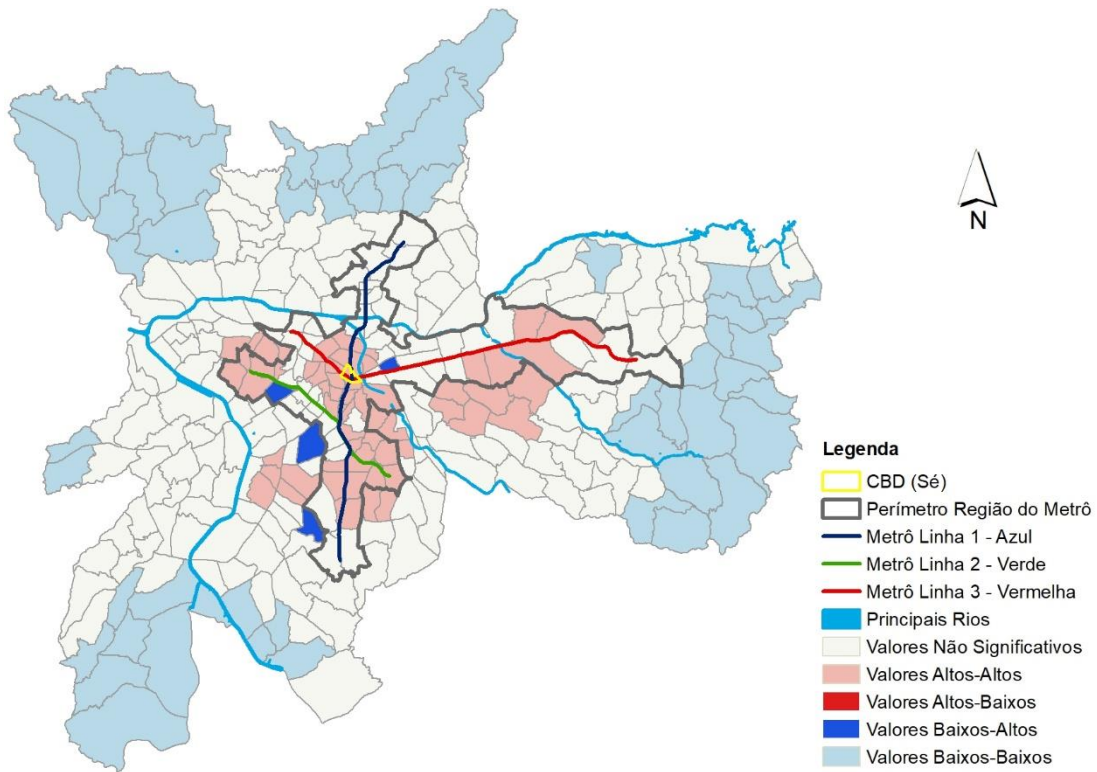 N
Legenda
CBD (Sé)
Perímetro Região do Metrô
Metrô Linha 1 - Azul
Metrô Linha 2 - Verde
Metrô Linha 3 - Vermelha
Principais Rios
Valores Não Significativos
Valores Altos-Altos
Valores Altos-Baixos
Valores Baixos-Altos
Valores Baixos-Baixos